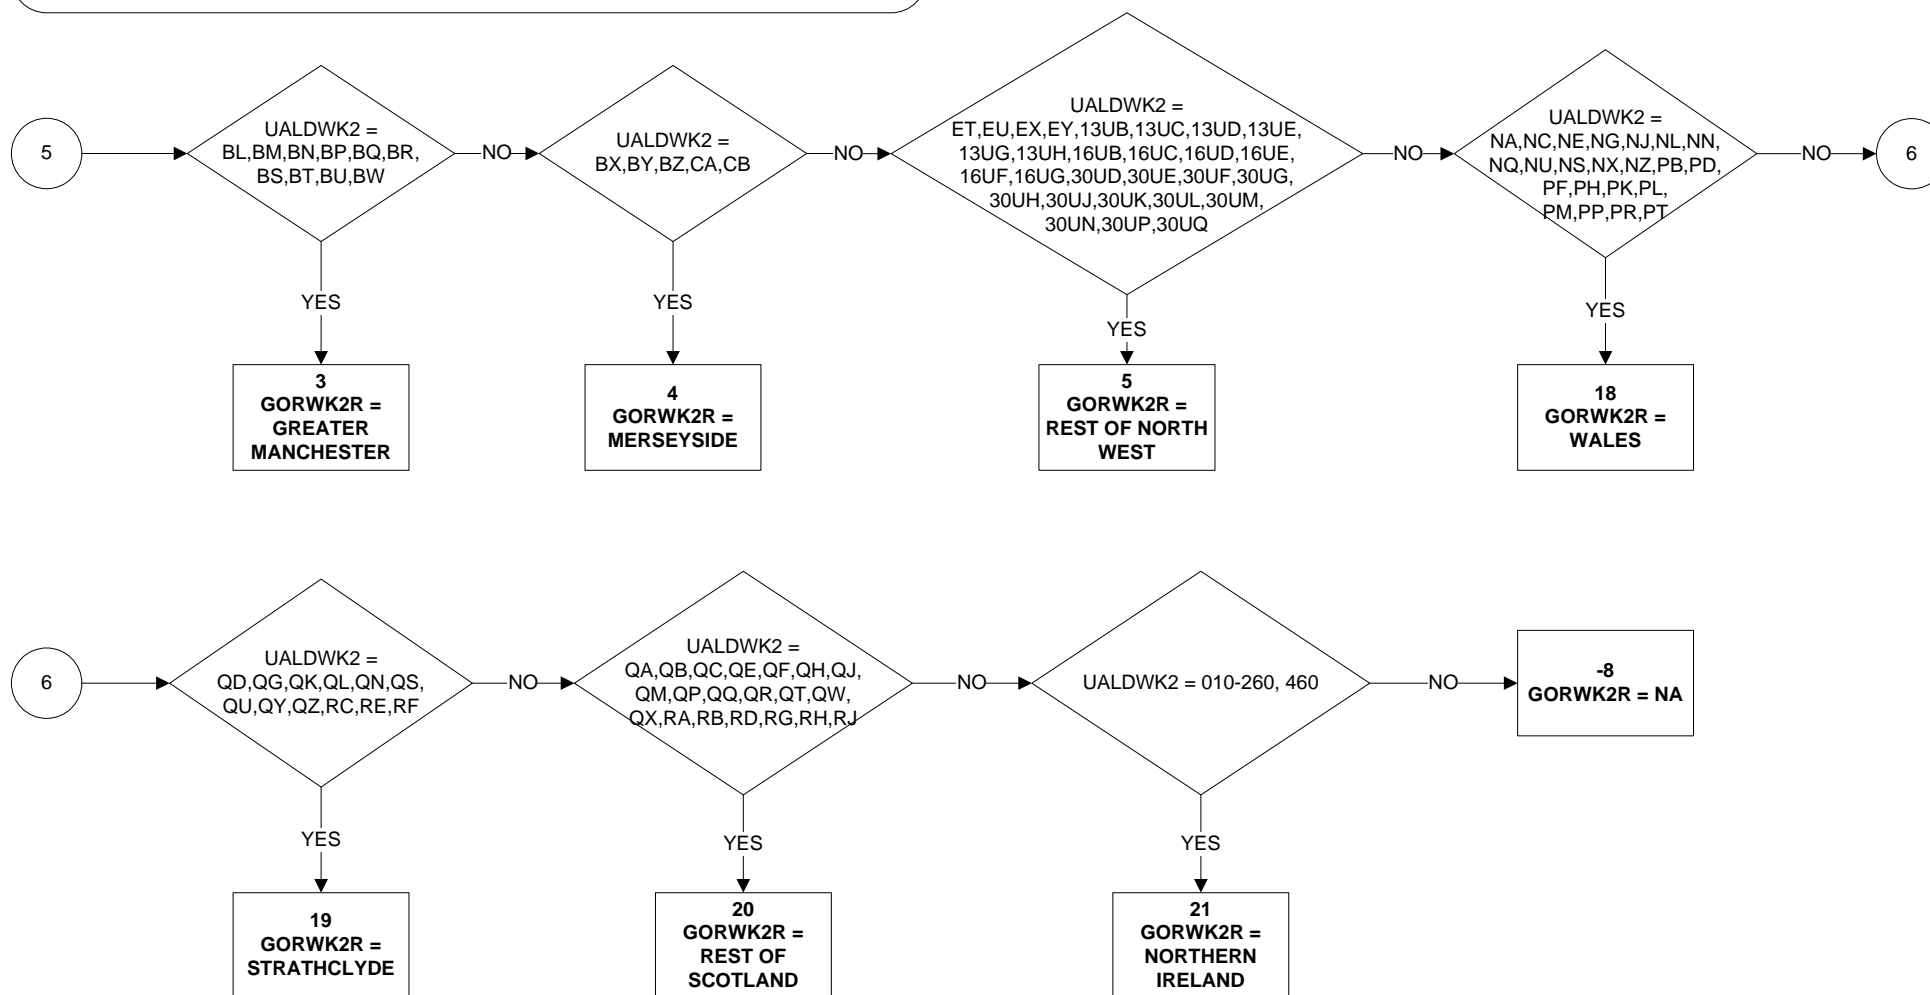 5
UALDWK2 =
BL,BM,BN,BP,BQ,BR,
BS,BT,BU,BW
NO
UALDWK2 =
BX,BY,BZ,CA,CB
NO
UALDWK2 =
ET,EU,EX,EY,13UB,13UC,13UD,13UE,
13UG,13UH,16UB,16UC,16UD,16UE,
16UF,16UG,30UD,30UE,30UF,30UG,
30UH,30UJ,30UK,30UL,30UM,
30UN,30UP,30UQ
NO
UALDWK2 =
NA,NC,NE,NG,NJ,NL,NN,
NQ,NU,NS,NX,NZ,PB,PD,
PF,PH,PK,PL,
PM,PP,PR,PT
NO
6
YES
YES
YES
YES
3
GORWK2R =
GREATER
MANCHESTER
4
GORWK2R =
MERSEYSIDE
5
GORWK2R =
REST OF NORTH
WEST
18
GORWK2R =
WALES
6
UALDWK2 =
QD,QG,QK,QL,QN,QS,
QU,QY,QZ,RC,RE,RF
NO
UALDWK2 =
QA,QB,QC,QE,QF,QH,QJ,
QM,QP,QQ,QR,QT,QW,
QX,RA,RB,RD,RG,RH,RJ
NO
UALDWK2 = 010-260, 460
NO
-8
GORWK2R = NA
YES
YES
YES
19
GORWK2R =
STRATHCLYDE
20
GORWK2R =
REST OF
SCOTLAND
21
GORWK2R =
NORTHERN
IRELAND